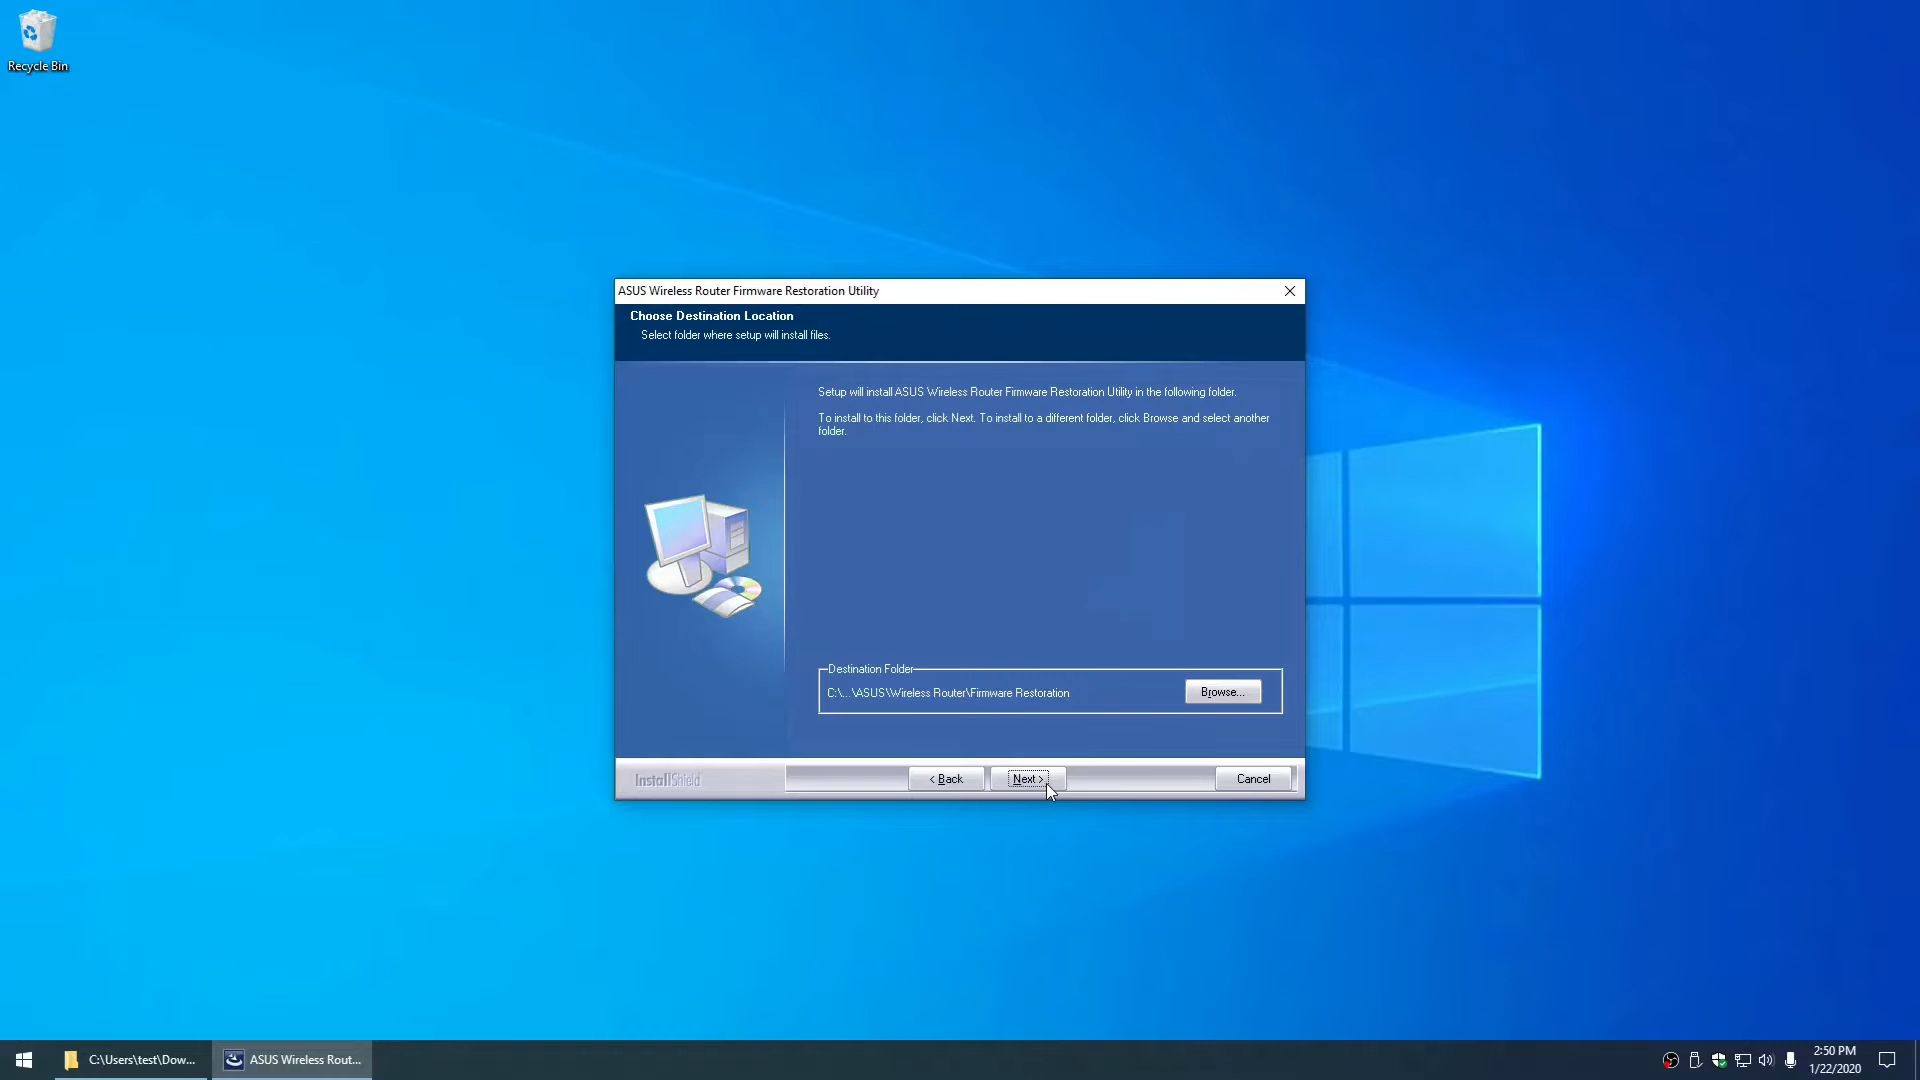 Recycle Bin
ASUS Wireless Router Firmware Restoration Utility
Choose Destination Location
Select folder where setup will install files.
Setup will install ASUS Wireless Router Firmware Restoration Utility in the following folder.
To install to this folder, click Next. To install to a different folder, click Browse and select another
folder.
Destination Folder
C:\...\ASUS\Wireless Router\Firmware Restoration
Browse...
InstallShield
< Back
Next >
Cancel
C:\Users\test\Dow...
ASUS Wireless Rout...
2:50 PM
1/22/2020